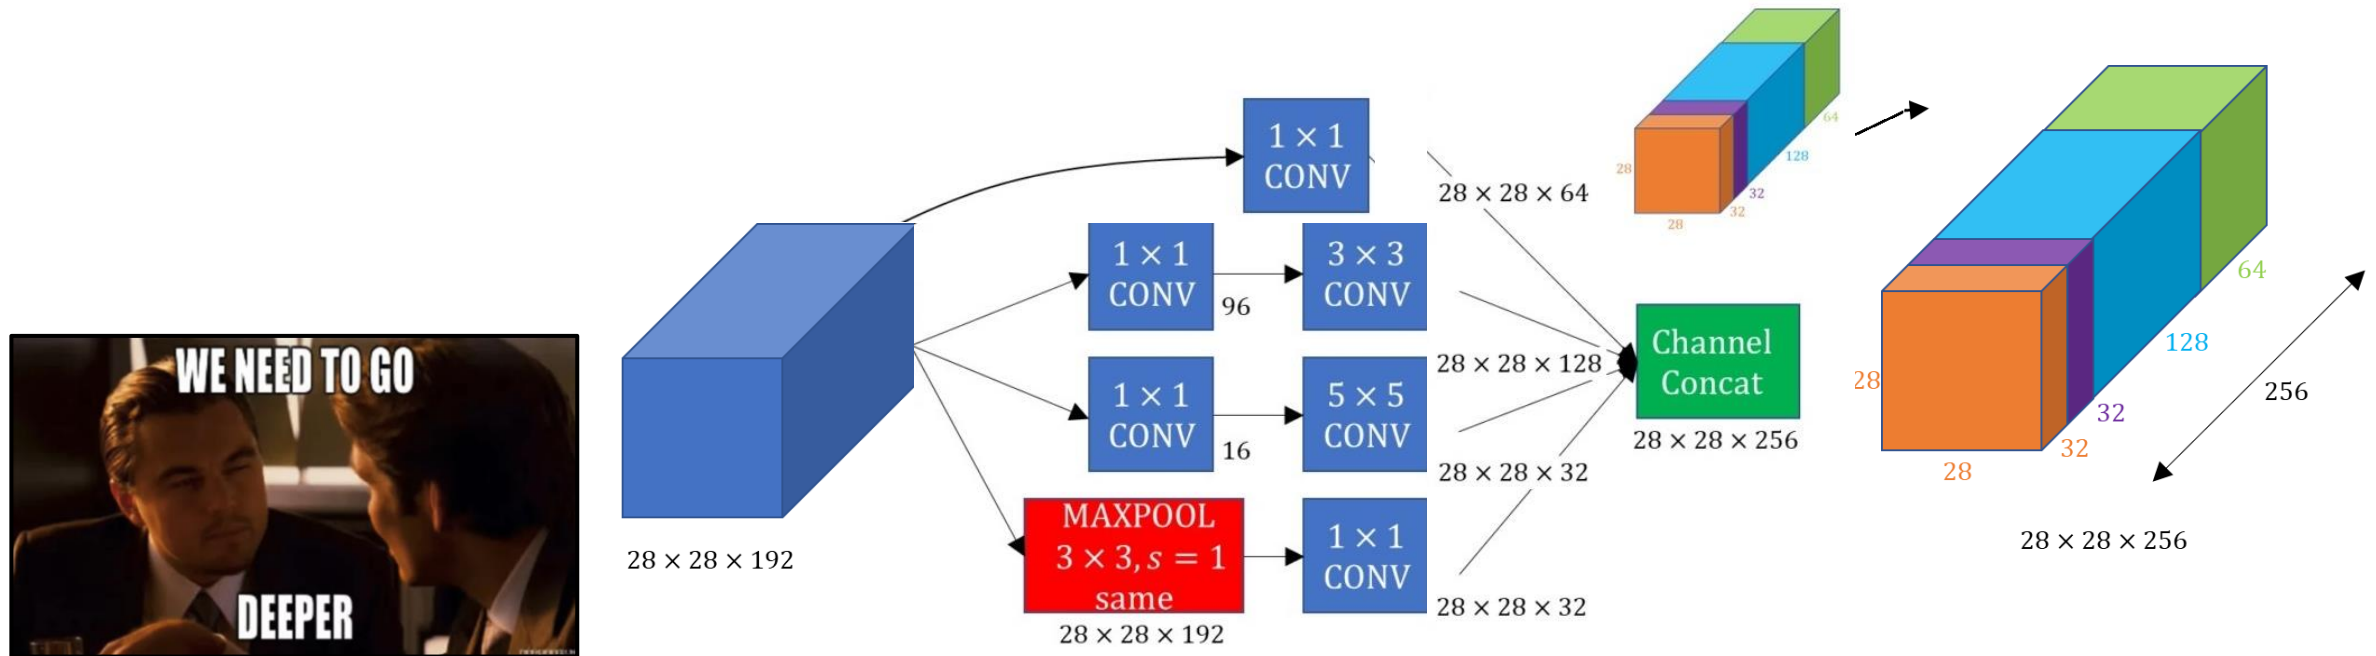 WE NEED TO GO
DEEPER
28 × 28 × 192
1 × 1
CONV
1 × 1
CONV
96
3 × 3
CONV
1 × 1
CONV
16
5 × 5
CONV
MAXPOOL
3 × 3, s = 1
same
28 × 28 × 192
1 × 1
CONV
28 × 28 × 64
28 × 28 × 128
28 × 28 × 32
28 × 28 × 32
Channel
Concat
28 × 28 × 256
28
28
32
32
128
64
28
28
32
32
128
64
256
28 × 28 × 256